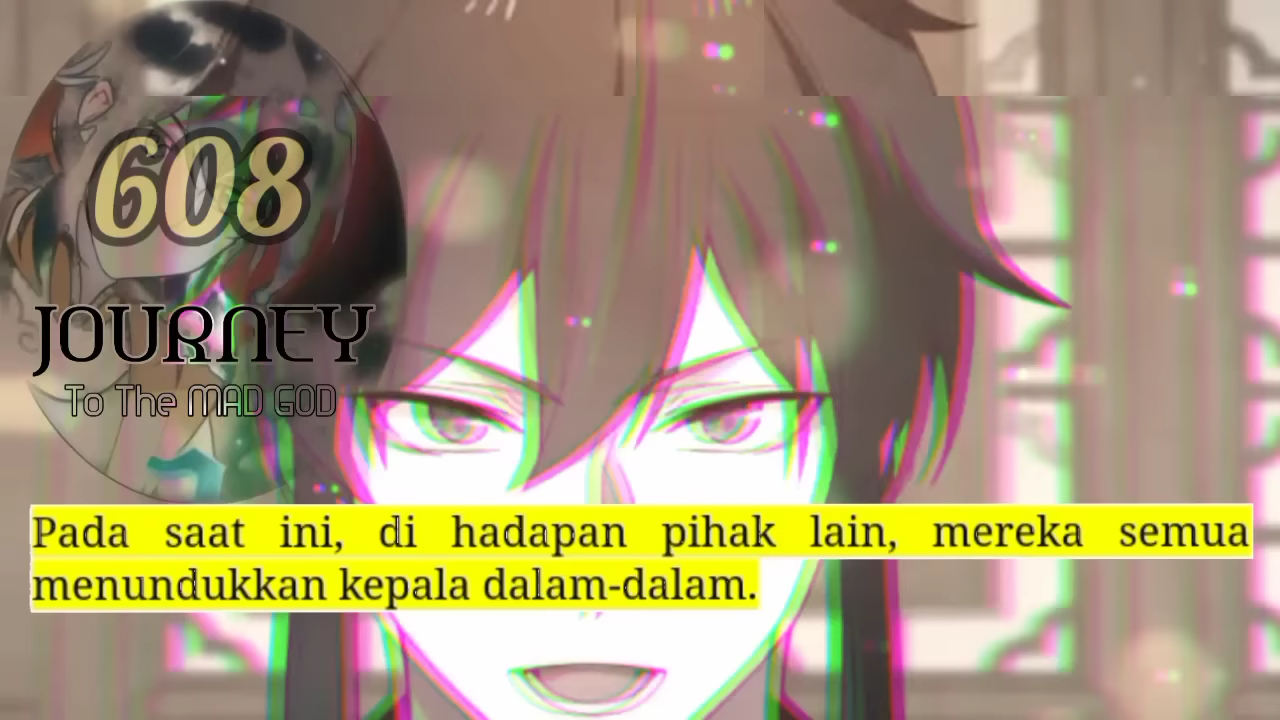 608
JOURNEY
To The MAD GOD
Pada saat ini, di hadapan pihak lain, mereka semua
menundukkan kepala dalam-dalam.